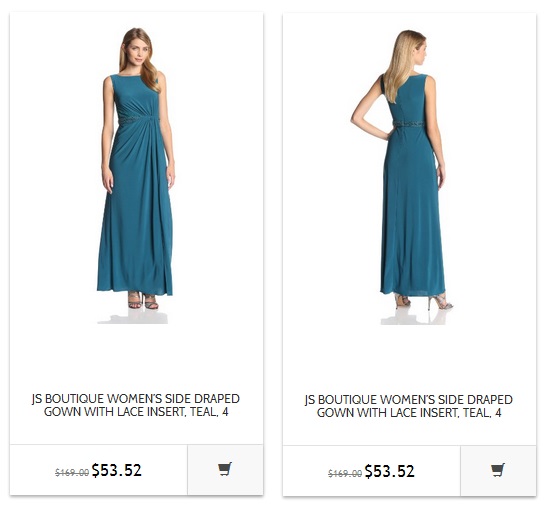 JS BOUTIQUE WOMEN'S SIDE DRAPED
GOWN WITH LACE INSERT, TEAL, 4
$169.00 $53.52
JS BOUTIQUE WOMEN'S SIDE DRAPED
GOWN WITH LACE INSERT, TEAL, 4
$169.00 $53.52